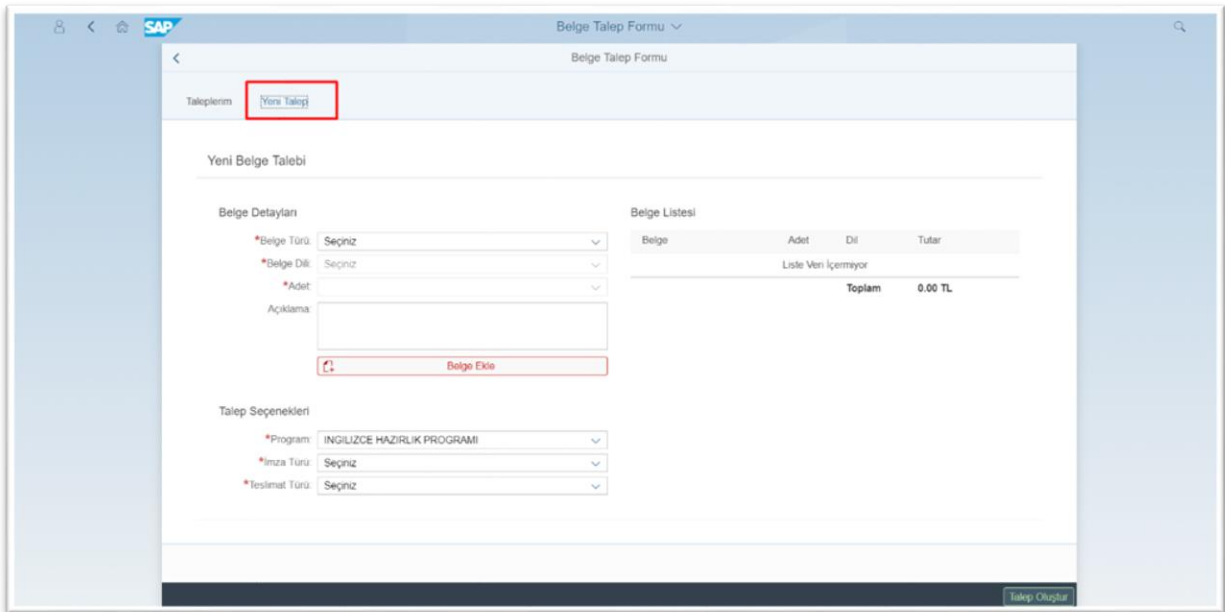 SAP
Belge Talep Formu
Belge Talep Formu
Taleplerim Yeni Talep
Yeni Belge Talebi
Belge Detayları
*Belge Türü: Seçiniz
*Belge Dili: Seçiniz
*Adet:
Açıklama:
Belge Ekle
Belge Listesi
Belge Adet Dil Tutar
Liste Veri İçermiyor
Toplam 0.00 TL
Talep Seçenekleri
*Program: INGILIZCE HAZIRLIK PROGRAMI
*İmza Türü: Seçiniz
*Teslimat Türü: Seçiniz
Talep Oluştur